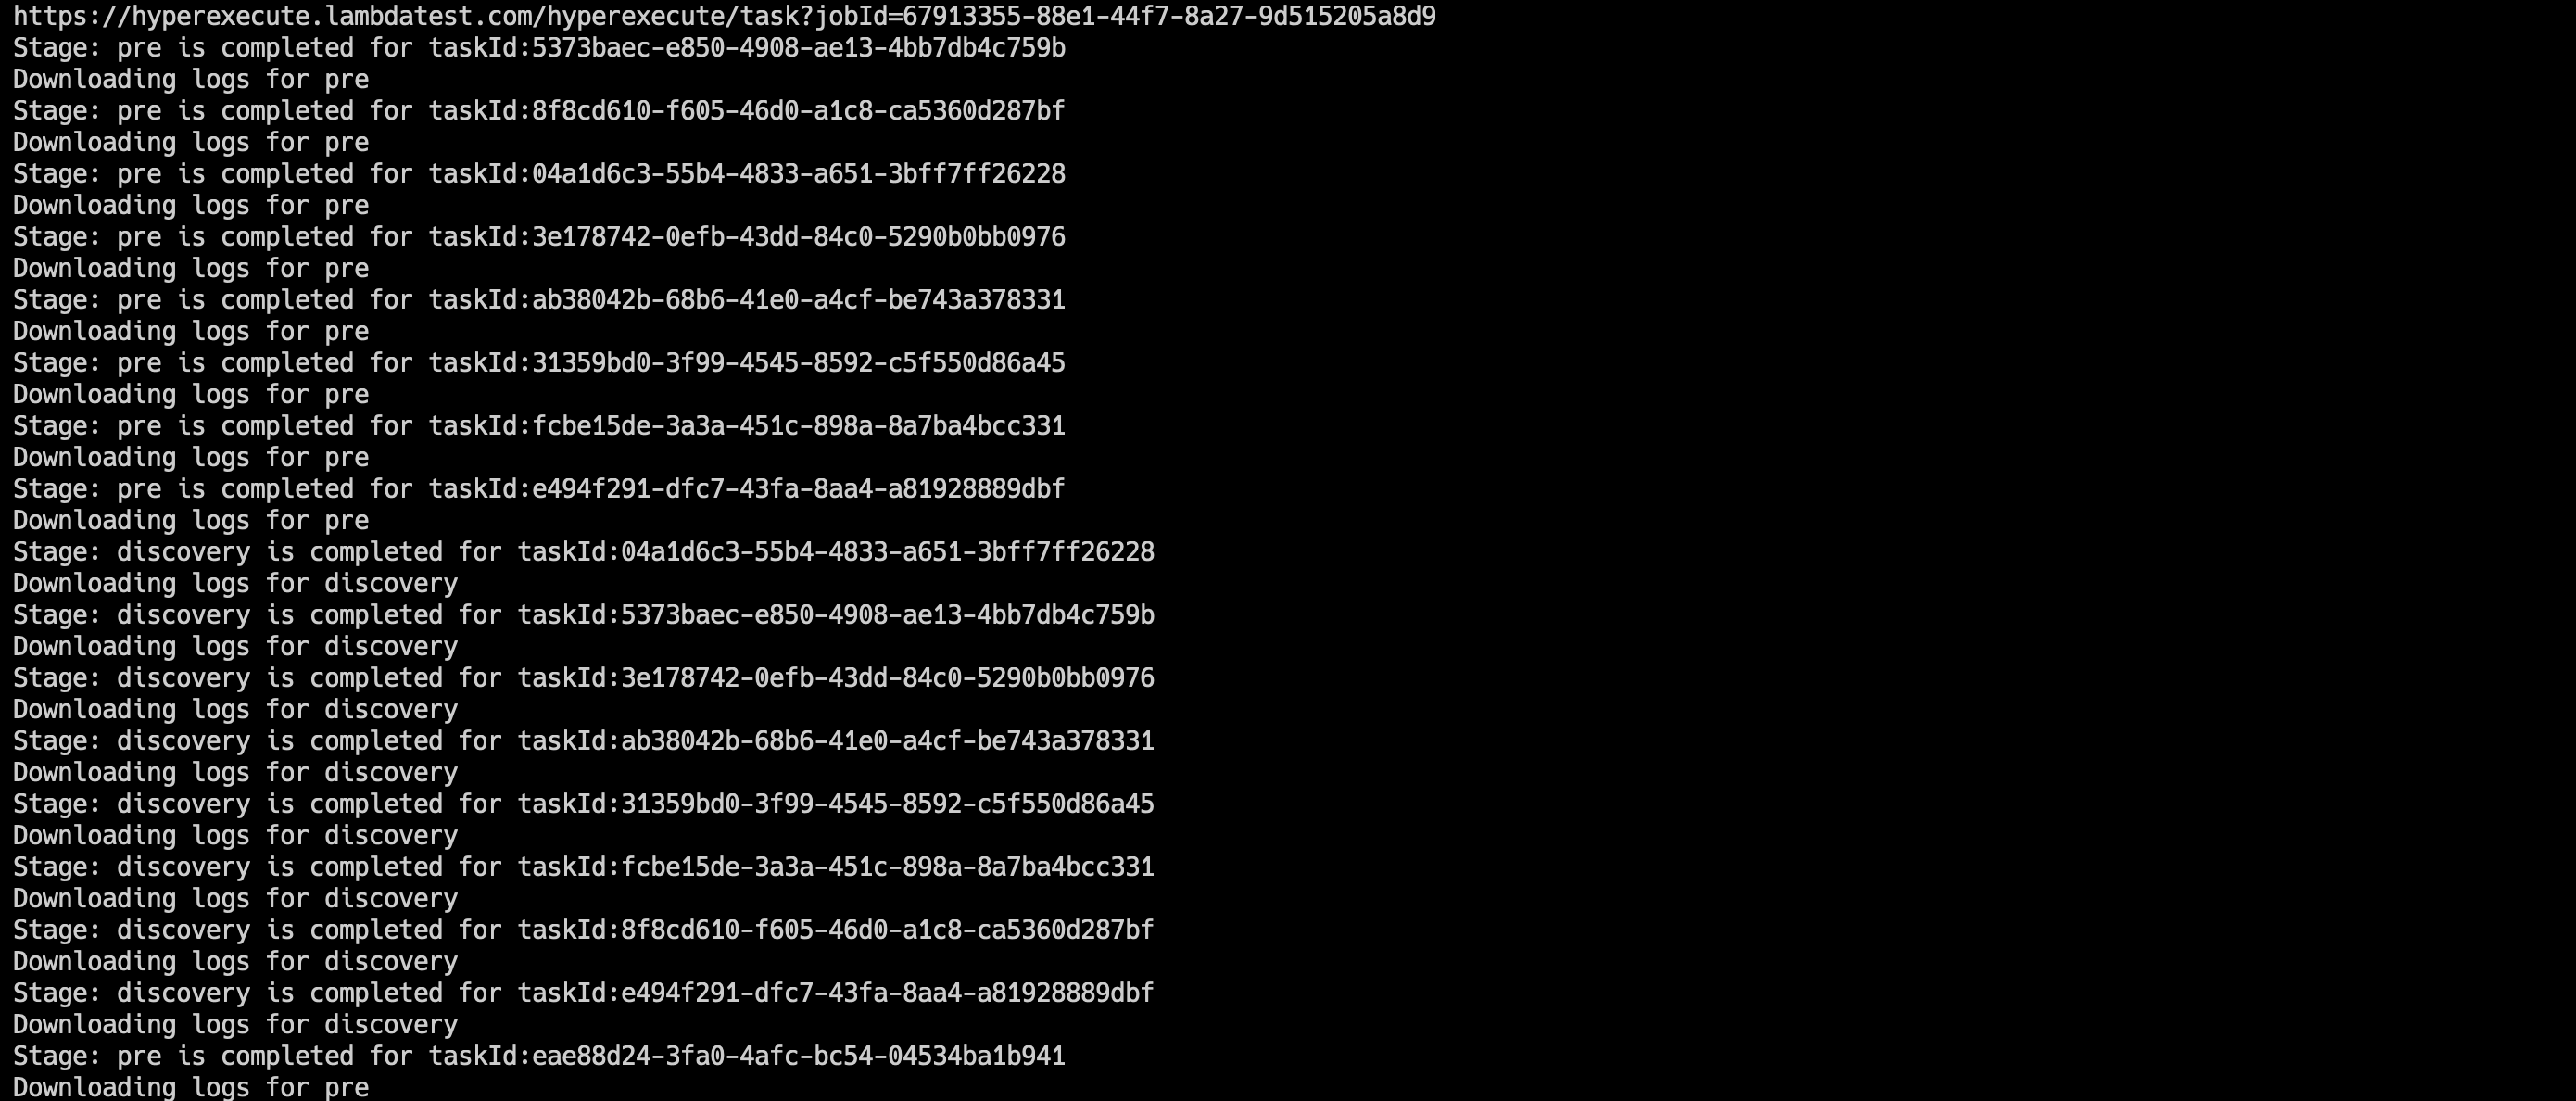 https://hyperexecute.lambdatest.com/hyperexecute/task?jobId=67913355-88e1-44f7-8a27-9d515205a8d9
Stage: pre is completed for taskId:5373baec-e850-4908-ae13-4bb7db4c759b
Downloading logs for pre
Stage: pre is completed for taskId:8f8cd610-f605-46d0-a1c8-ca5360d287bf
Downloading logs for pre
Stage: pre is completed for taskId:04a1d6c3-55b4-4833-a651-3bff7ff26228
Downloading logs for pre
Stage: pre is completed for taskId:3e178742-0efb-43dd-84c0-5290b0bb0976
Downloading logs for pre
Stage: pre is completed for taskId:ab38042b-68b6-41e0-a4cf-be743a378331
Downloading logs for pre
Stage: pre is completed for taskId:31359bd0-3f99-4545-8592-c5f550d86a45
Downloading logs for pre
Stage: pre is completed for taskId:fcbe15de-3a3a-451c-898a-8a7ba4bcc331
Downloading logs for pre
Stage: pre is completed for taskId:e494f291-dfc7-43fa-8aa4-a81928889dbf
Downloading logs for pre
Stage: discovery is completed for taskId:04a1d6c3-55b4-4833-a651-3bff7ff26228
Downloading logs for discovery
Stage: discovery is completed for taskId:5373baec-e850-4908-ae13-4bb7db4c759b
Downloading logs for discovery
Stage: discovery is completed for taskId:3e178742-0efb-43dd-84c0-5290b0bb0976
Downloading logs for discovery
Stage: discovery is completed for taskId:ab38042b-68b6-41e0-a4cf-be743a378331
Downloading logs for discovery
Stage: discovery is completed for taskId:31359bd0-3f99-4545-8592-c5f550d86a45
Downloading logs for discovery
Stage: discovery is completed for taskId:fcbe15de-3a3a-451c-898a-8a7ba4bcc331
Downloading logs for discovery
Stage: discovery is completed for taskId:8f8cd610-f605-46d0-a1c8-ca5360d287bf
Downloading logs for discovery
Stage: discovery is completed for taskId:e494f291-dfc7-43fa-8aa4-a81928889dbf
Downloading logs for discovery
Stage: pre is completed for taskId:eae88d24-3fa0-4afc-bc54-04534ba1b941
Downloading logs for pre